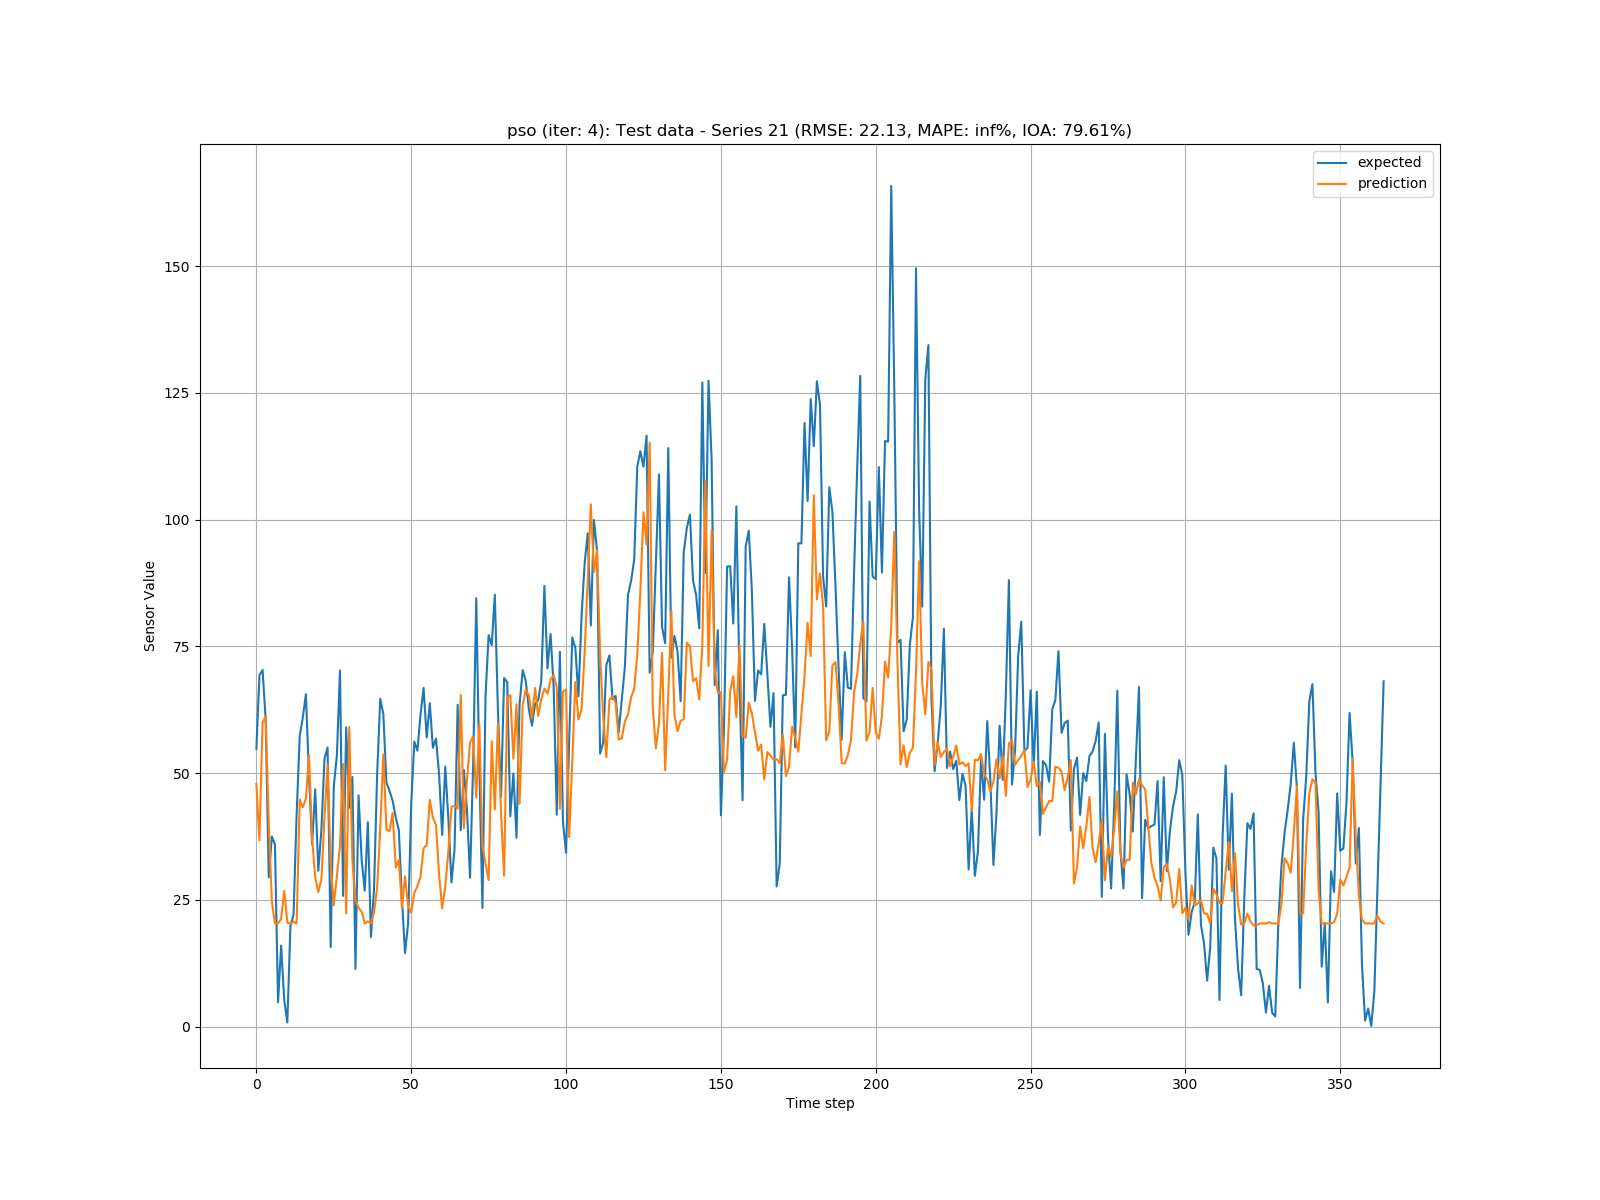 pso (iter: 4): Test data - Series 21 (RMSE: 22.13, MAPE: inf%, IOA: 79.61%)
expected
prediction
150
125
100
75
50
25
0
Sensor Value
0 50 100 150 200 250 300 350
Time step